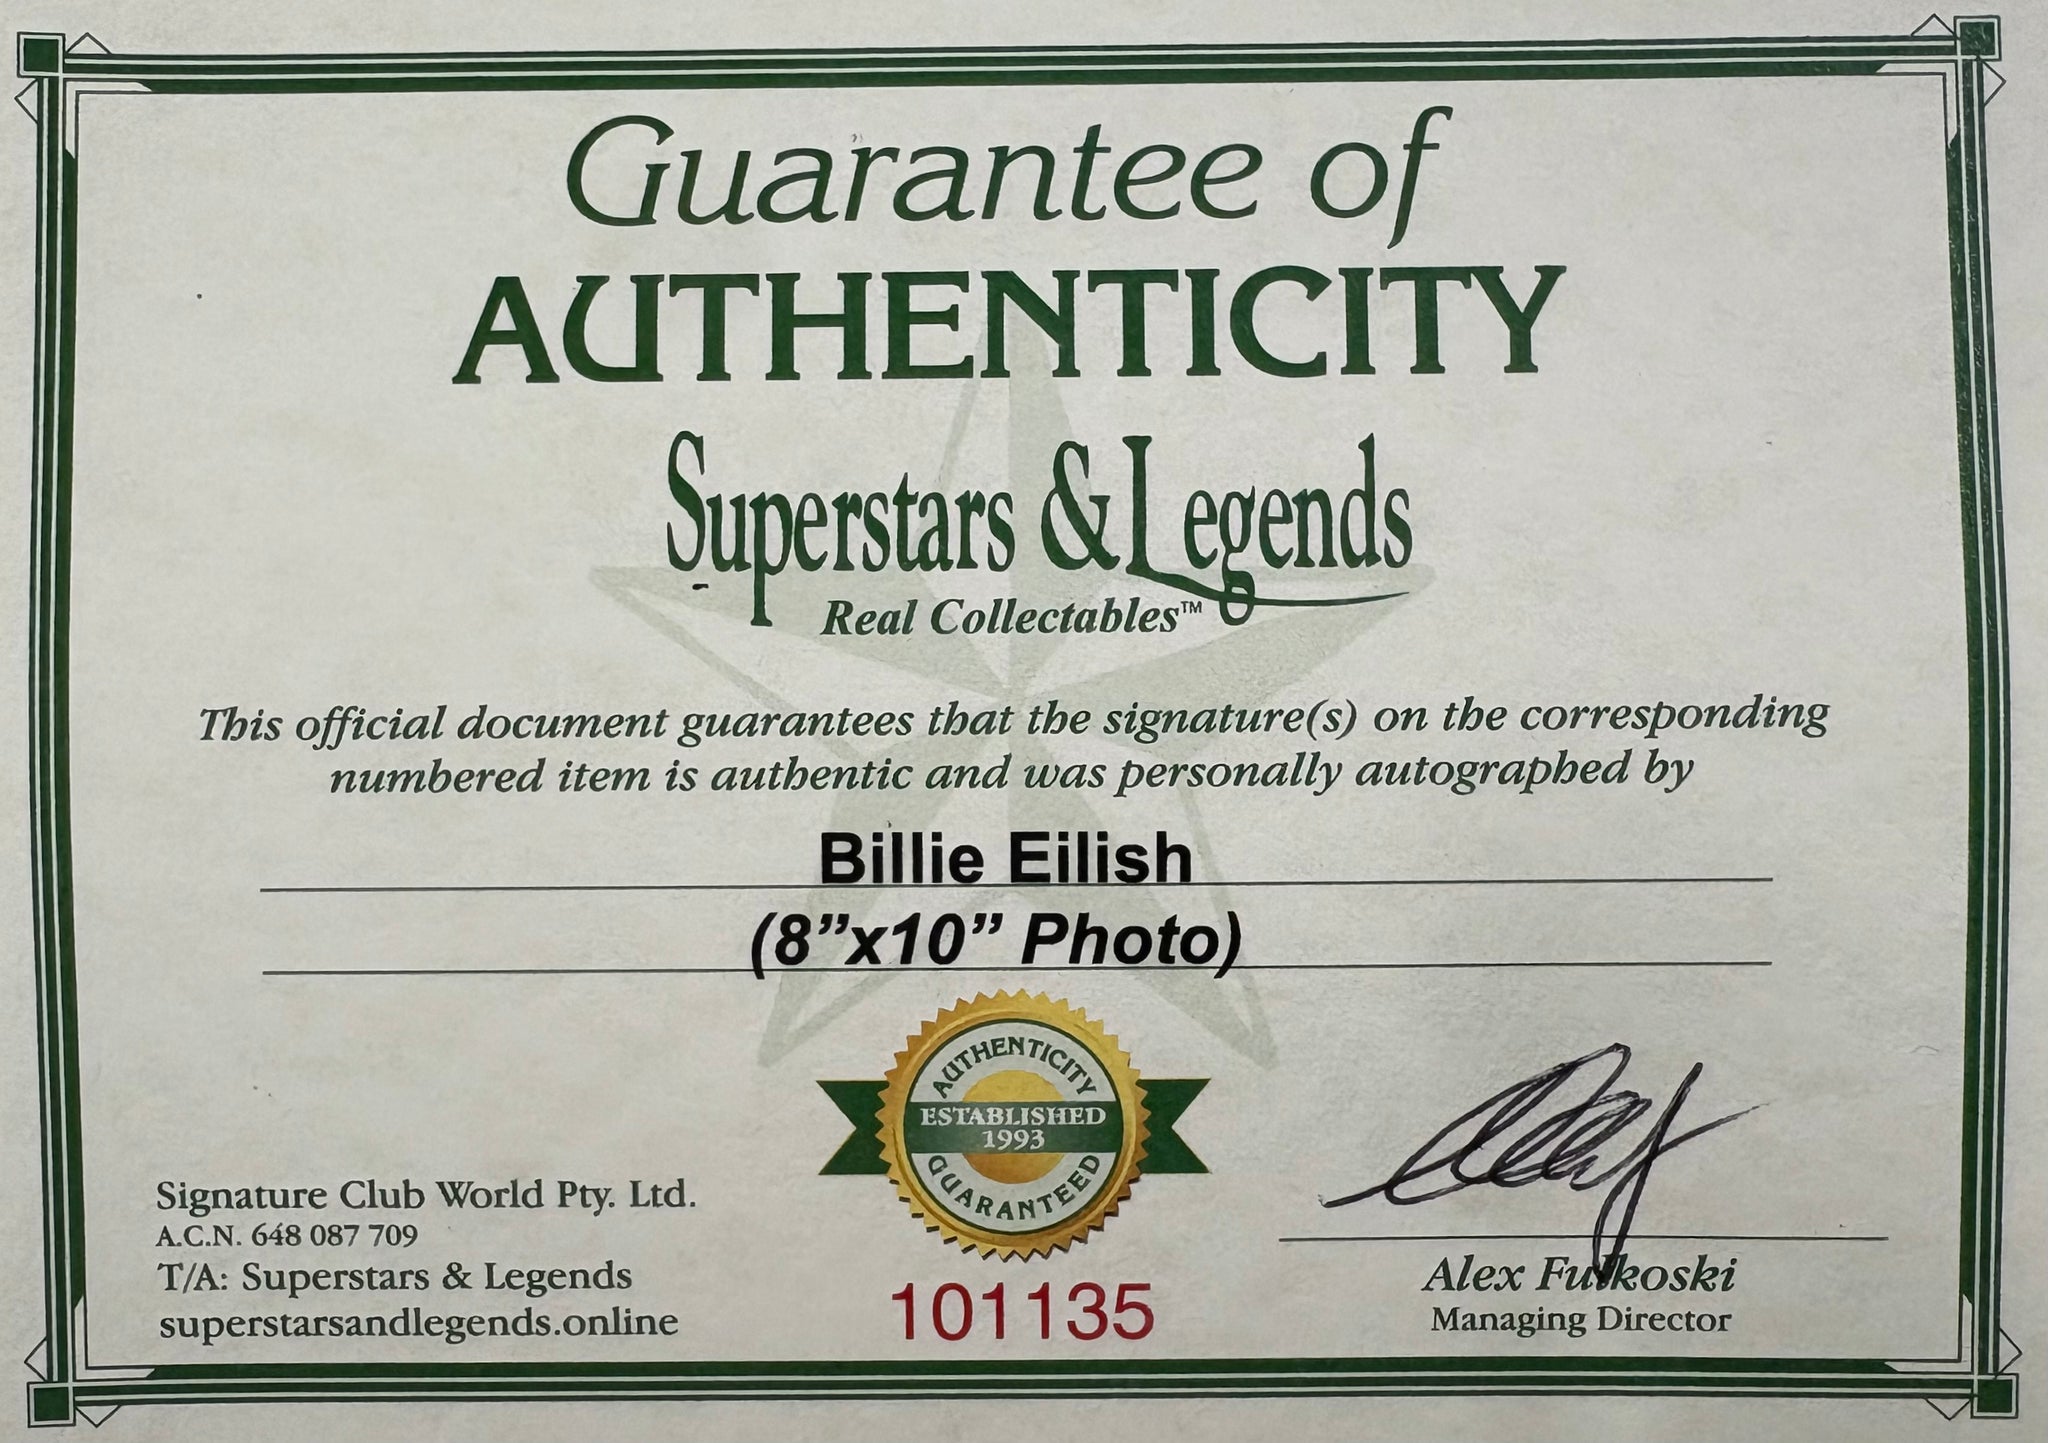 Guarantee of
AUTHENTICITY
Superstars & Legends
Real Collectables™
This official document guarantees that the signature(s) on the corresponding
numbered item is authentic and was personally autographed by
Billie Eilish
(8”x10” Photo)
AUTHENTICITY
ESTABLISHED
1993
GUARANTEED
Signature Club World Pty. Ltd.
A.C.N. 648 087 709
T/A: Superstars & Legends
superstarsandlegends.online
101135
Alex Fulkoski
Managing Director